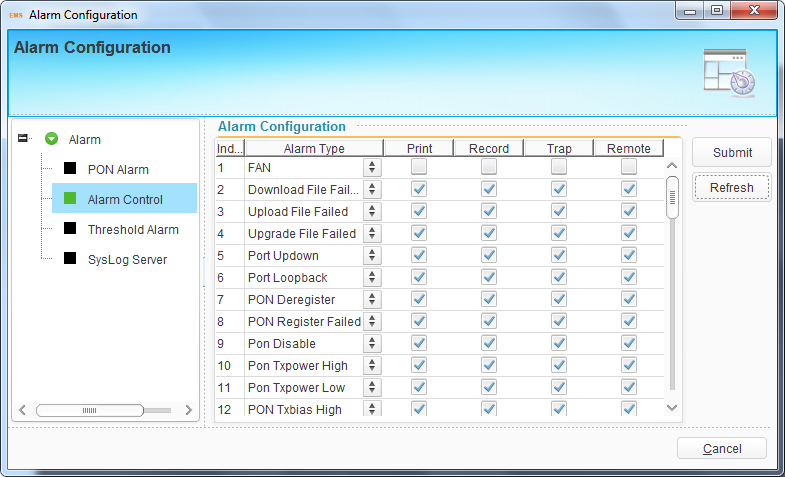 EMS Alarm Configuration
Alarm Configuration
Alarm
PON Alarm
Alarm Control
Threshold Alarm
SysLog Server
Alarm Configuration
Ind... Alarm Type Print Record Trap Remote
1 FAN
2 Download File Fail...
3 Upload File Failed
4 Upgrade File Failed
5 Port Updown
6 Port Loopback
7 PON Deregister
8 PON Register Failed
9 Pon Disable
10 Pon Txpower High
11 Pon Txpower Low
12 PON Txbias High
Submit
Refresh
Cancel